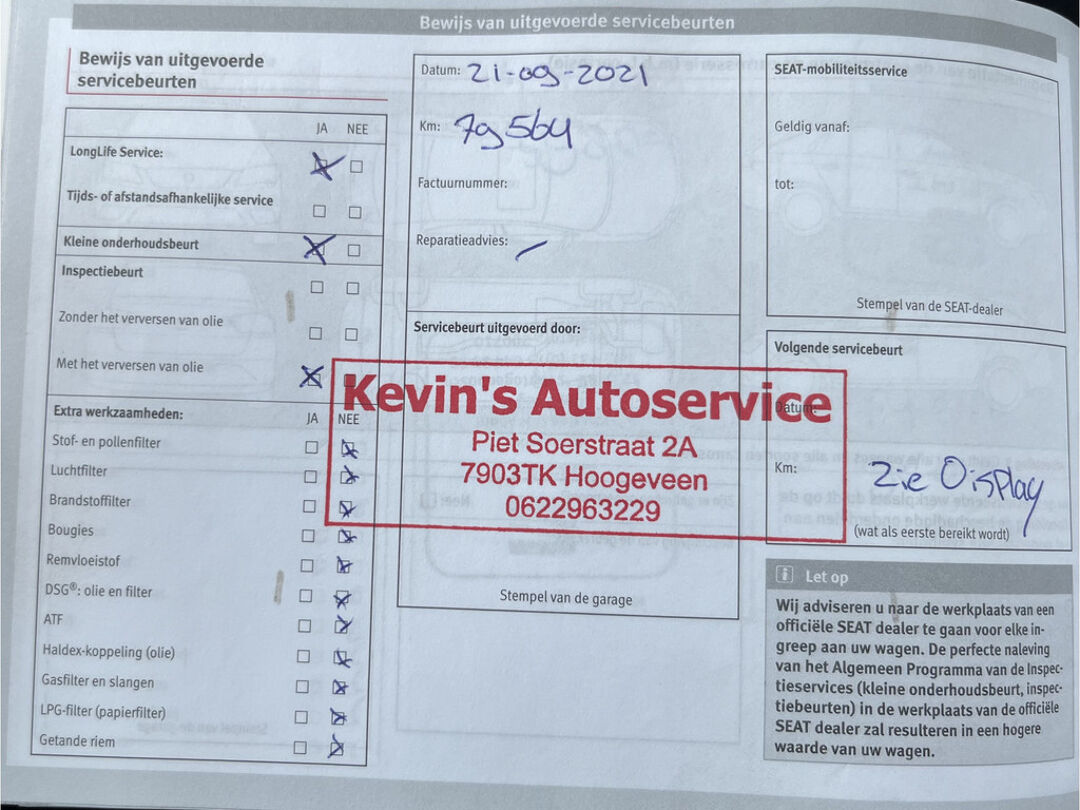 Bewijs van uitgevoerde servicebeurten
Bewijs van uitgevoerde
servicebeurten
JA NEE
LongLife Service:
Tijds- of afstandsafhankelijke service
Kleine onderhoudsbeurt
Inspectiebeurt
Zonder het verversen van olie
Met het verversen van olie
Extra werkzaamheden: JA NEE
Stof- en pollenfilter
Luchtfilter
Brandstoffilter
Bougies
Remvloeistof
DSG®: olie en filter
ATF
Haldex-koppeling (olie)
Gasfilter en slangen
LPG-filter (papierfilter)
Getande riem
Datum: 21-09-2021
Km: 79564
Factuurnummer:
Reparatieadvies: –
Servicebeurt uitgevoerd door:
Kevin's Autoservice
Piet Soerstraat 2A
7903TK Hoogeveen
0622963229
Stempel van de garage
SEAT-mobiliteitsservice
Geldig vanaf:
tot:
Stempel van de SEAT-dealer
Volgende servicebeurt
Datum:
Km: Zie Display
(wat als eerste bereikt wordt)
i Let op
Wij adviseren u naar de werkplaats van een
officiële SEAT dealer te gaan voor elke in-
greep aan uw wagen. De perfecte naleving
van het Algemeen Programma van de Inspec-
tieservices (kleine onderhoudsbeurt, inspec-
tiebeurten) in de werkplaats van de officiële
SEAT dealer zal resulteren in een hogere
waarde van uw wagen.